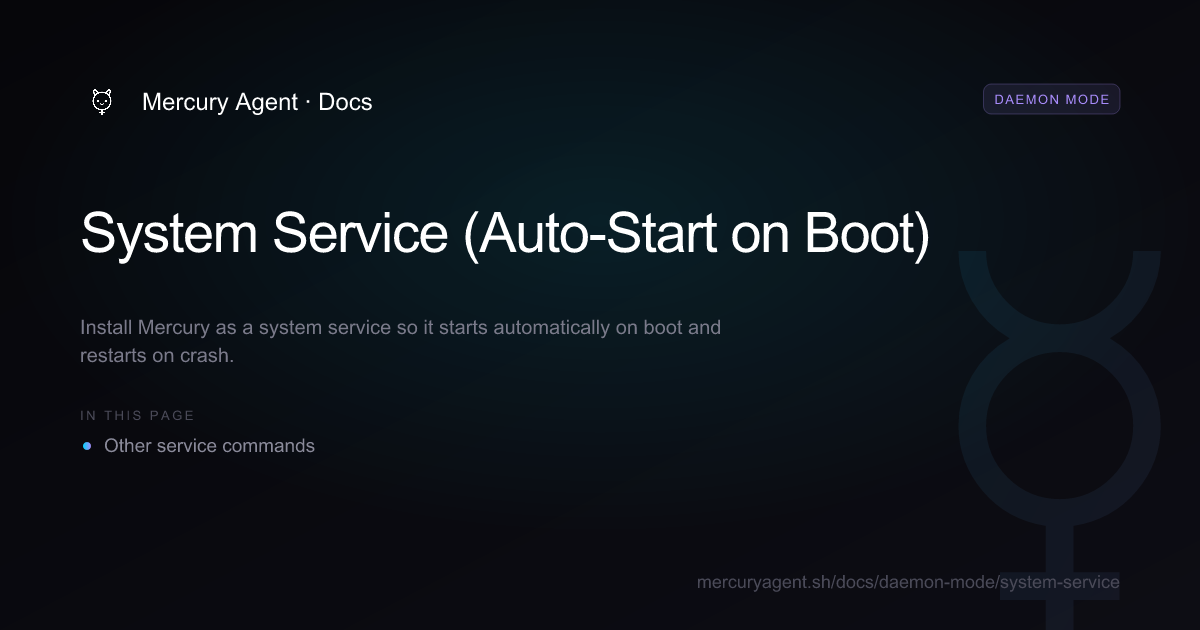 Mercury Agent · Docs
DAEMON MODE
System Service (Auto-Start on Boot)
Install Mercury as a system service so it starts automatically on boot and
restarts on crash.
IN THIS PAGE
Other service commands
mercuryagent.sh/docs/daemon-mode/system-service